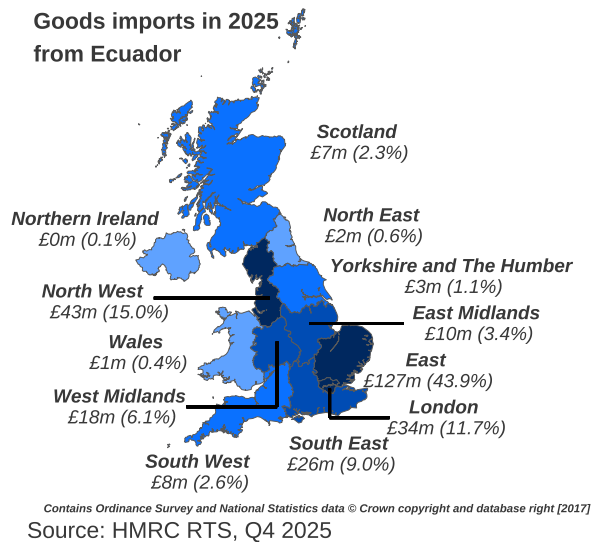 Goods imports in 2025
from Ecuador
Scotland
£7m (2.3%)
Northern Ireland
£0m (0.1%)
North East
£2m (0.6%)
Yorkshire and The Humber
£3m (1.1%)
North West
£43m (15.0%)
East Midlands
£10m (3.4%)
Wales
£1m (0.4%)
East
£127m (43.9%)
West Midlands
£18m (6.1%)
London
£34m (11.7%)
South East
£26m (9.0%)
South West
£8m (2.6%)
Contains Ordinance Survey and National Statistics data © Crown copyright and database right [2017]
Source: HMRC RTS, Q4 2025